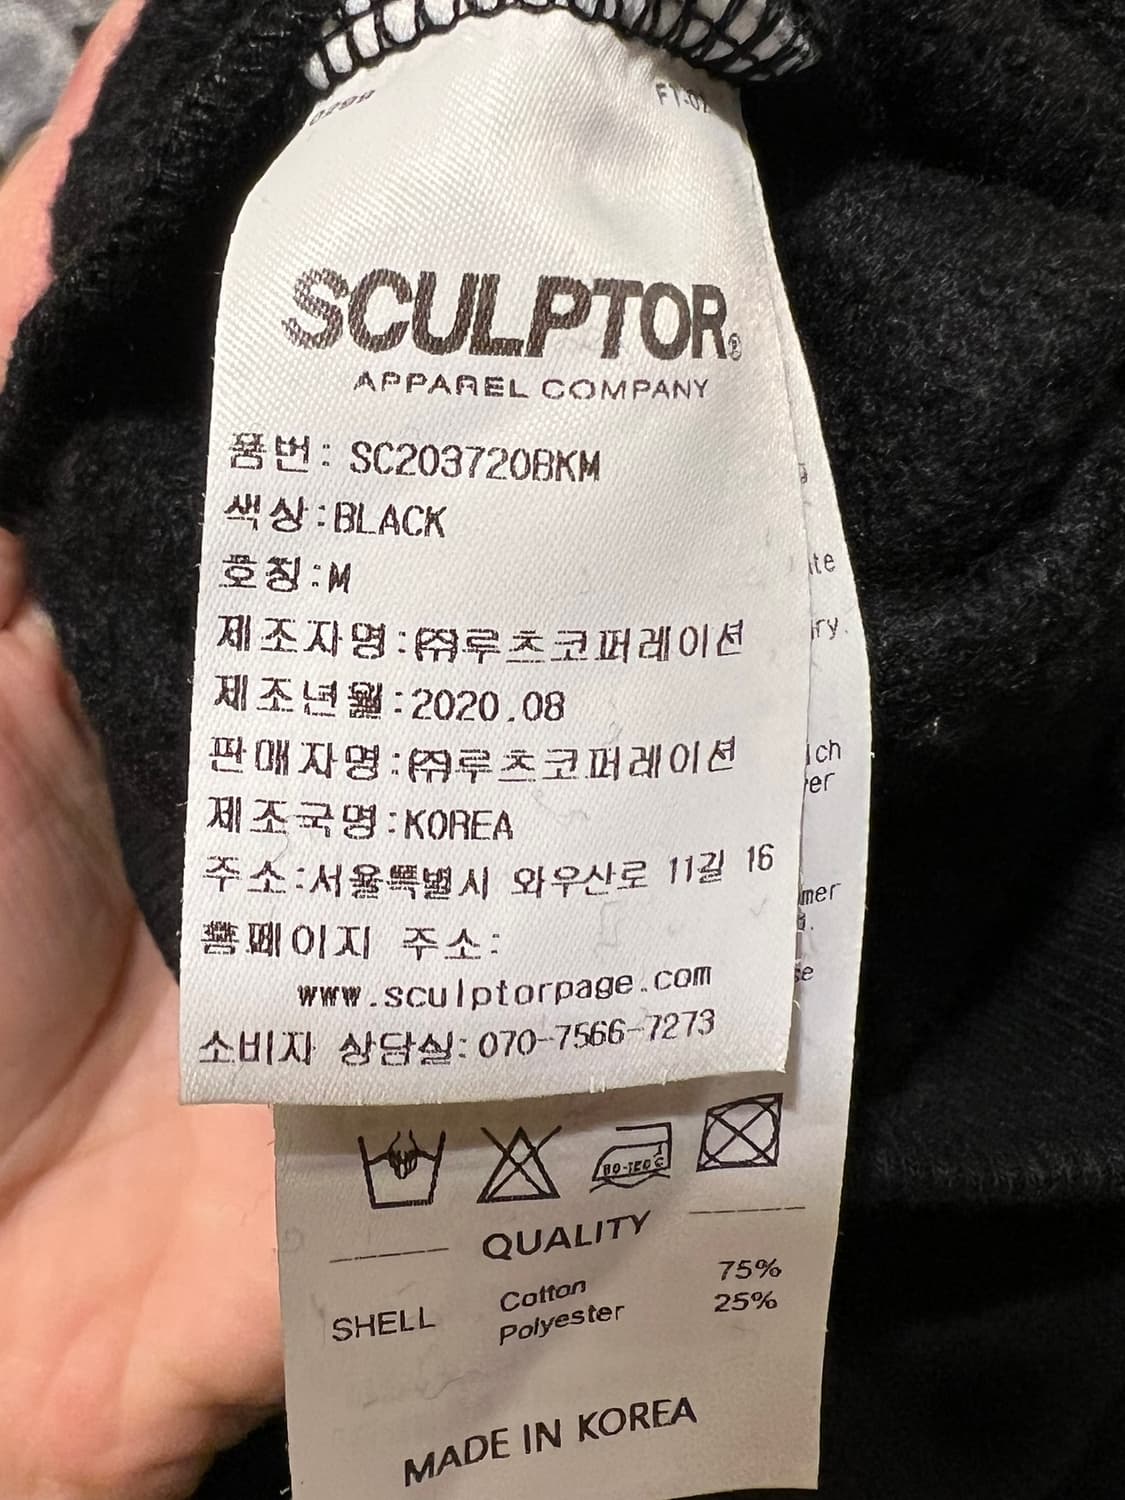 SCULPTOR®
APPAREL COMPANY
품번: SC203720BKM
색상:BLACK
호칭:M
제조자명:㈜루츠코퍼레이션
제조년월:2020.08
판매자명:㈜루츠코퍼레이션
제조국명:KOREA
주소:서울특별시 와우산로 11길 16
홈페이지 주소:
www.sculptorpage.com
소비자 상담실: 070-7566-7273
QUALITY
SHELL Cotton 75%
Polyester 25%
MADE IN KOREA